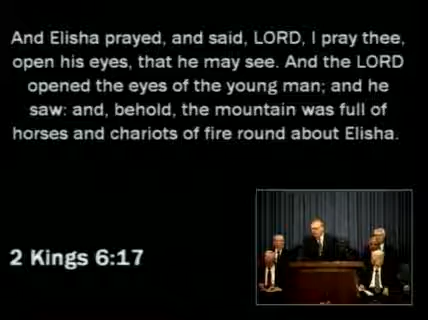 And Elisha prayed, and said, LORD, I pray thee,
open his eyes, that he may see. And the LORD
opened the eyes of the young man; and he
saw: and, behold, the mountain was full of
horses and chariots of fire round about Elisha.
2 Kings 6:17